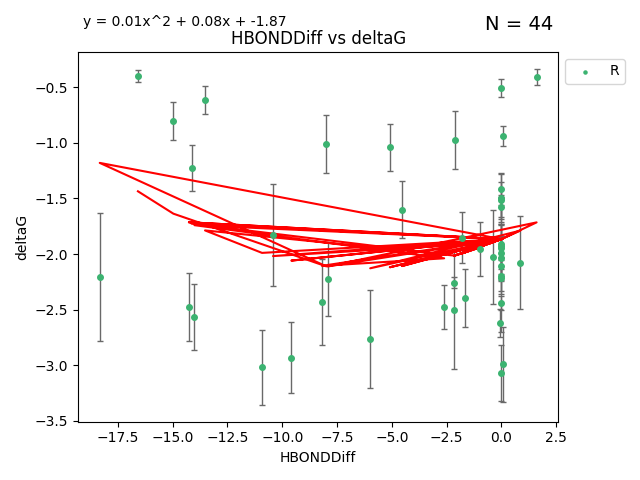 y = 0.01x^2 + 0.08x + -1.87
N = 44
HBONDDiff vs deltaG
R
deltaG
−0.5
−1.0
−1.5
−2.0
−2.5
−3.0
−3.5
−17.5 −15.0 −12.5 −10.0 −7.5 −5.0 −2.5 0.0 2.5
HBONDDiff